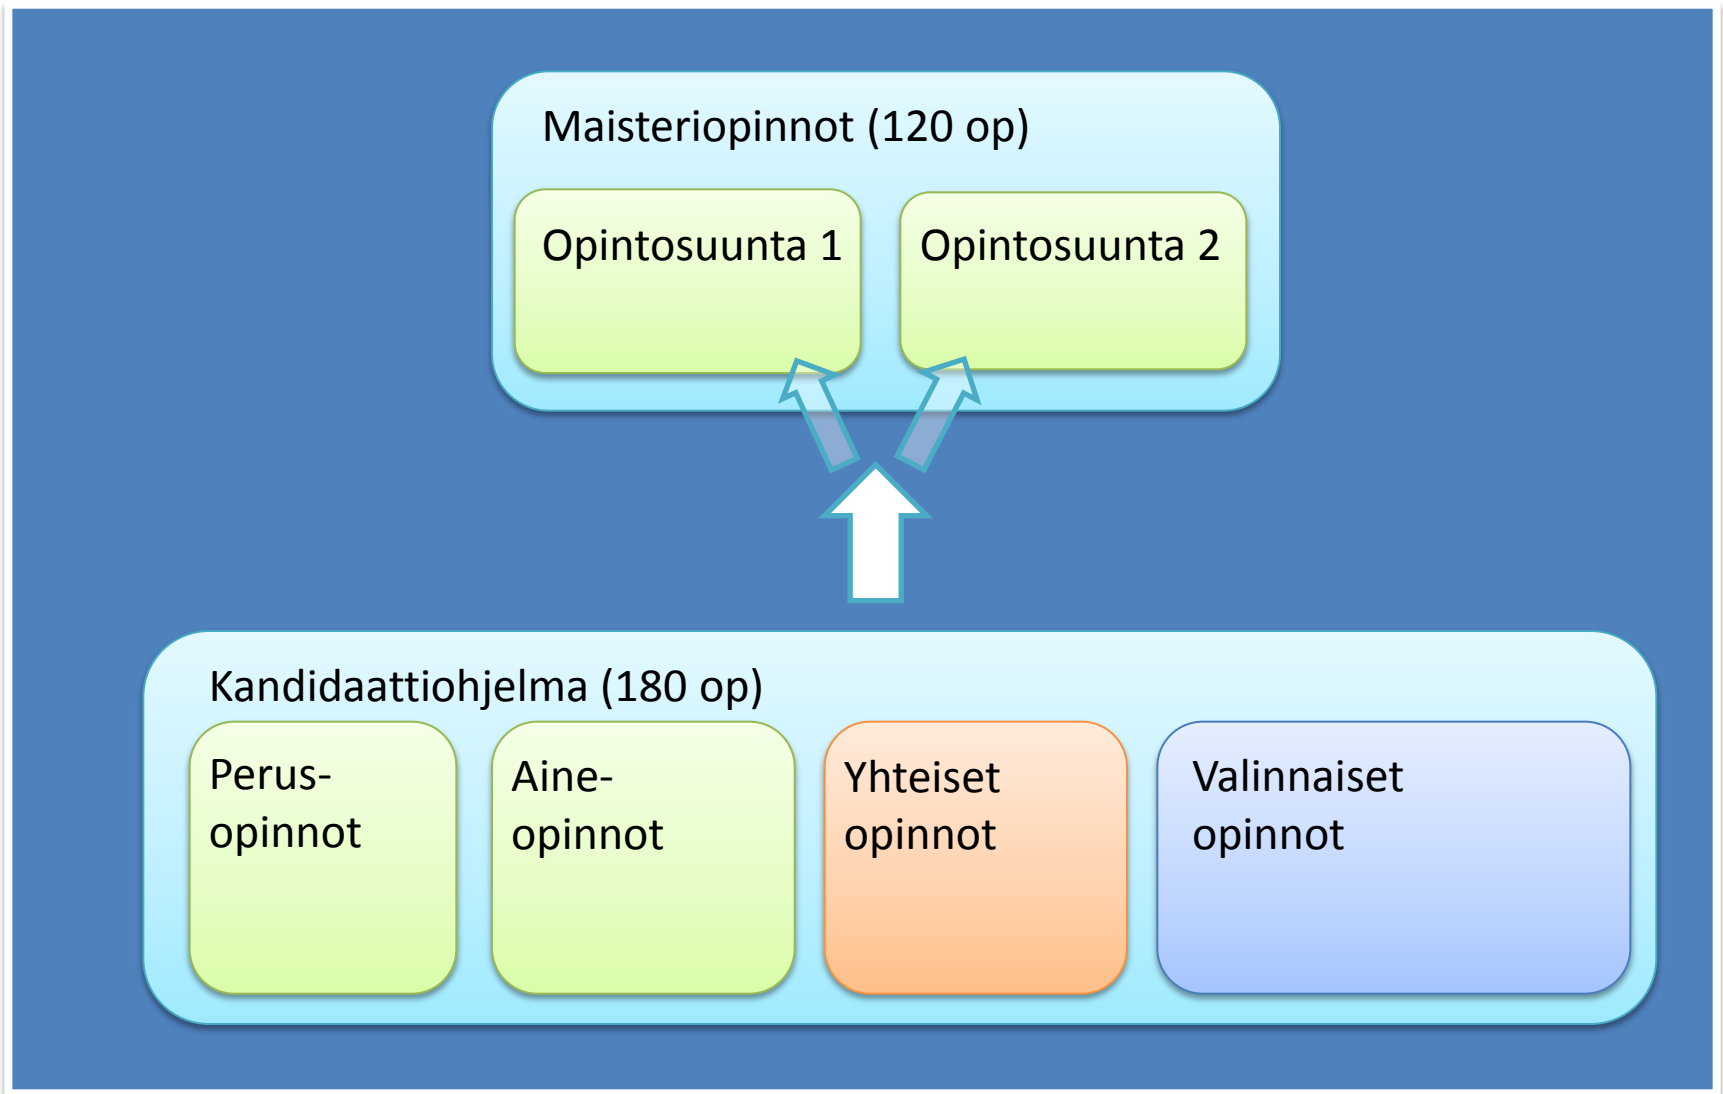 Maisteriopinnot (120 op)
Opintosuunta 1
Opintosuunta 2
Kandidaattiohjelma (180 op)
Perus-
opinnot
Aine-
opinnot
Yhteiset
opinnot
Valinnaiset
opinnot